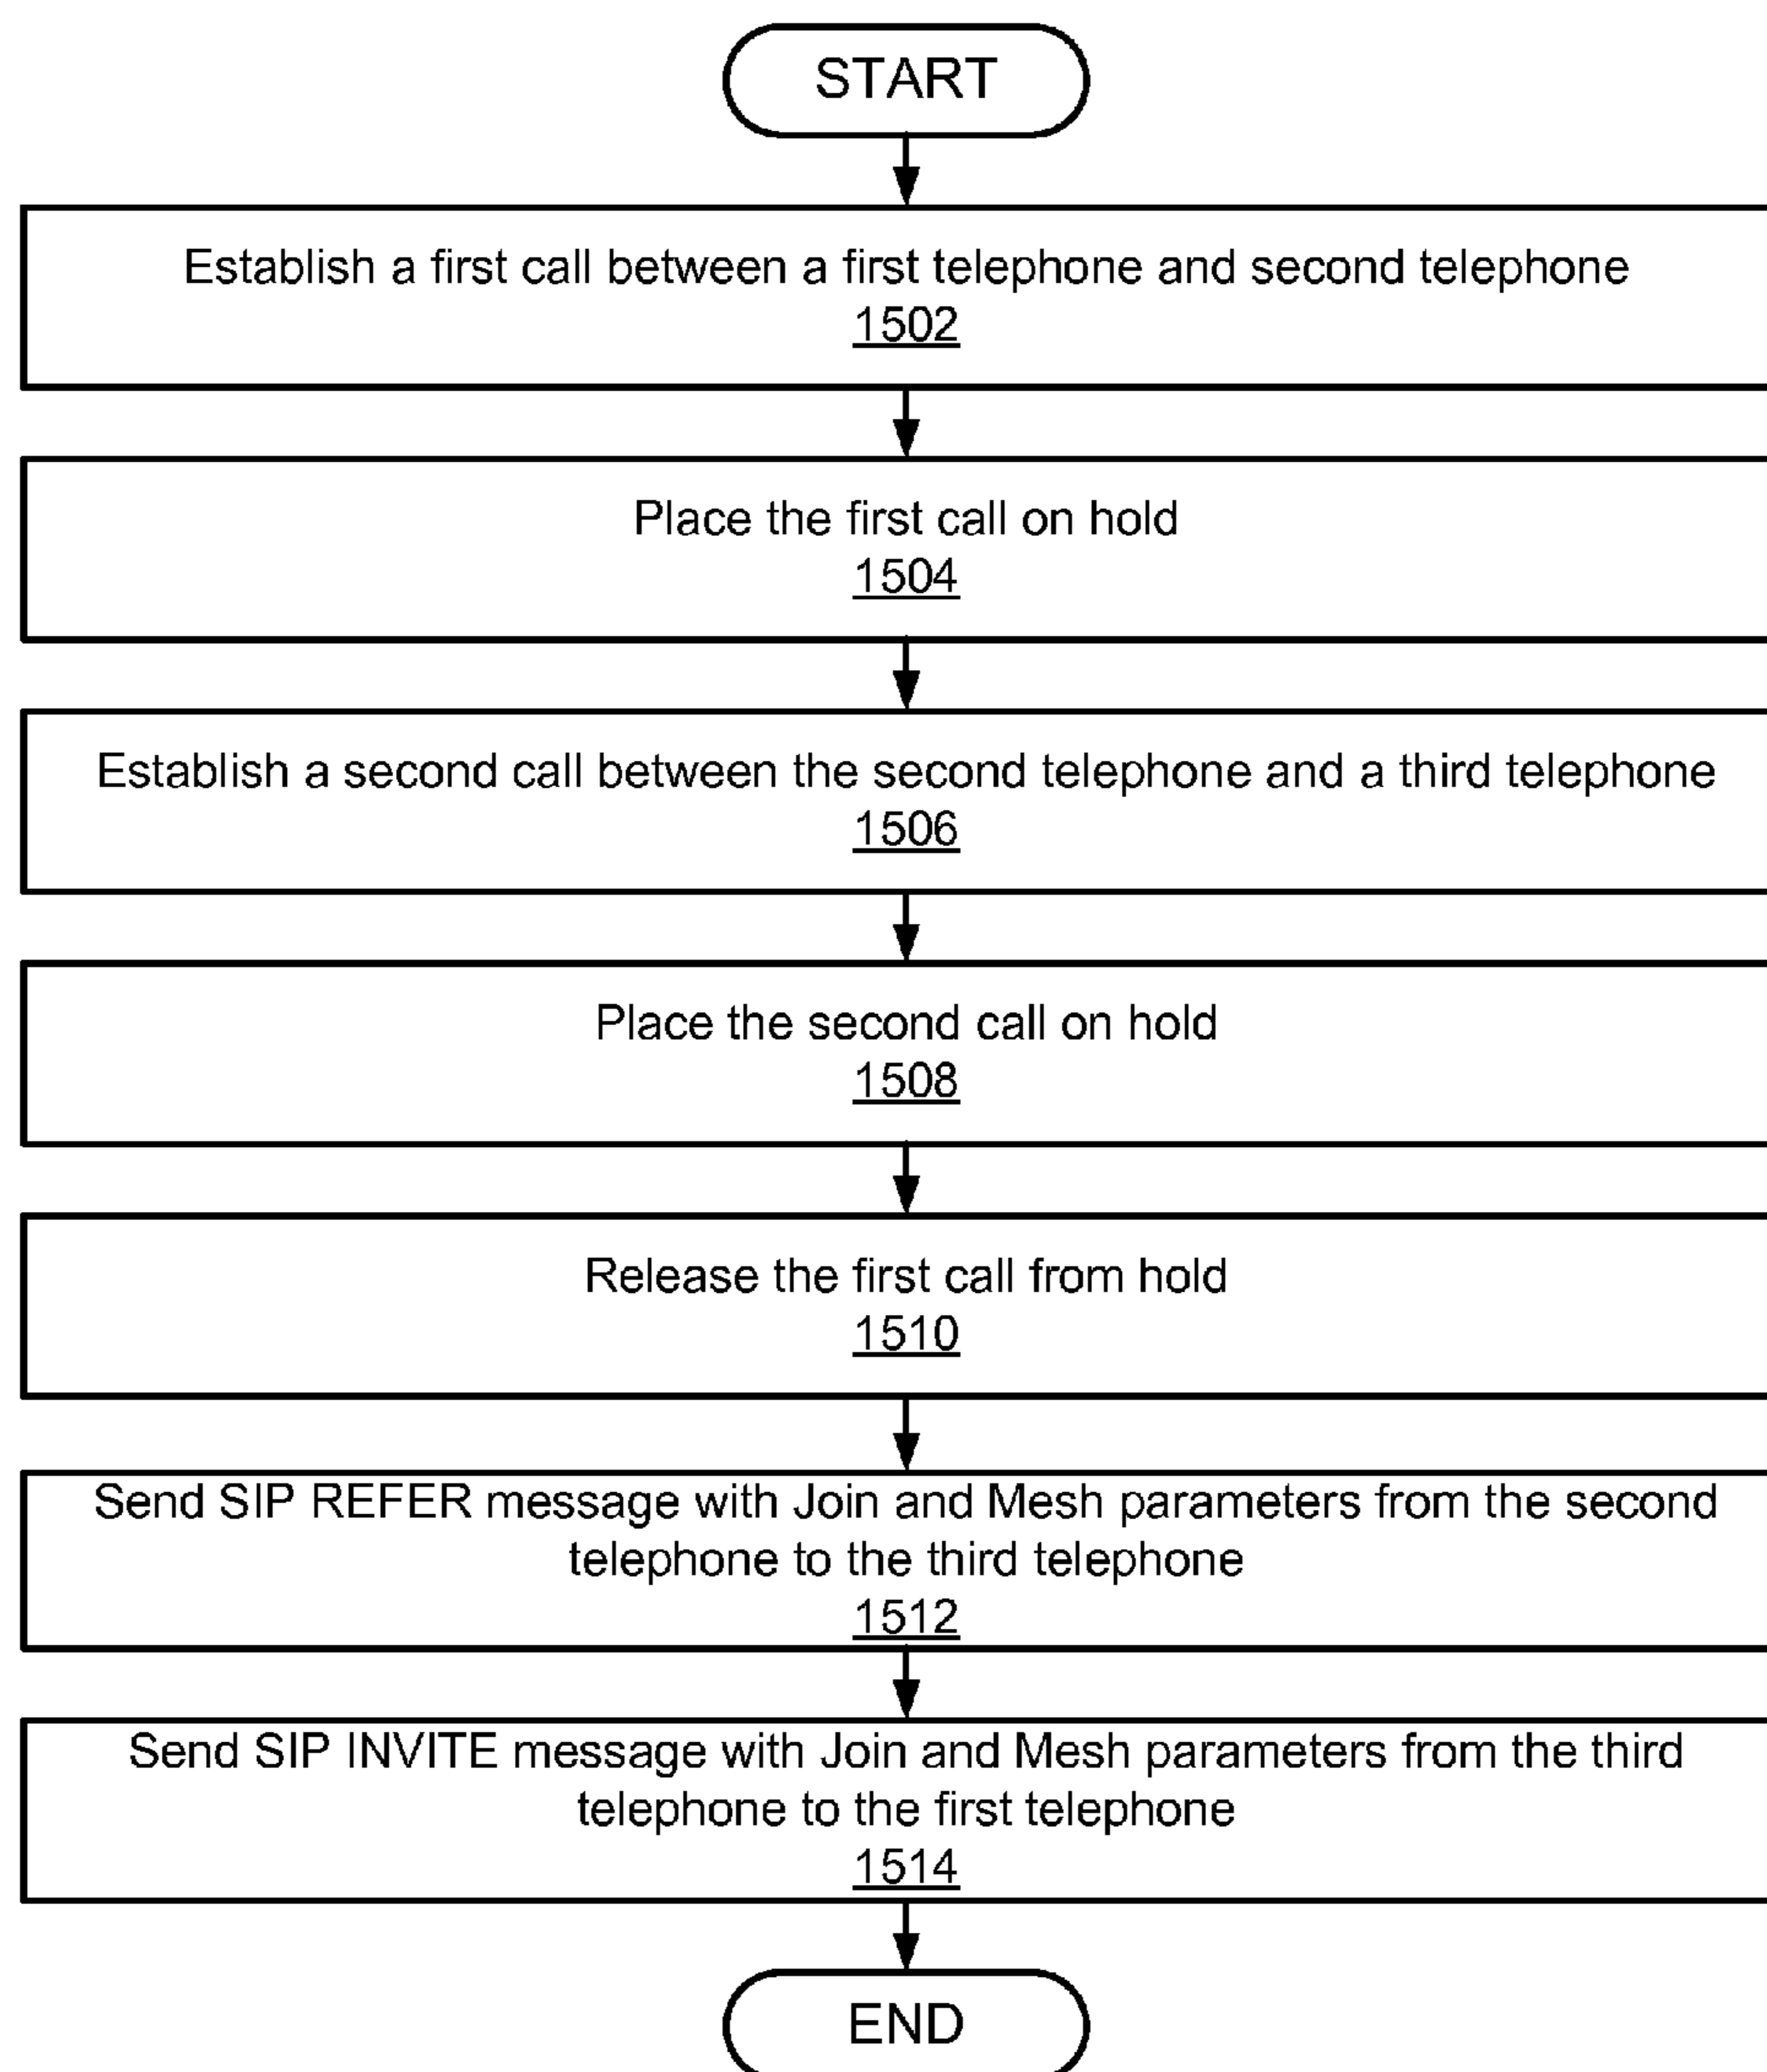 START
Establish a first call between a first telephone and second telephone
1502
Place the first call on hold
1504
Establish a second call between the second telephone and a third telephone
1506
Place the second call on hold
1508
Release the first call from hold
1510
Send SIP REFER message with Join and Mesh parameters from the second
telephone to the third telephone
1512
Send SIP INVITE message with Join and Mesh parameters from the third
telephone to the first telephone
1514
END